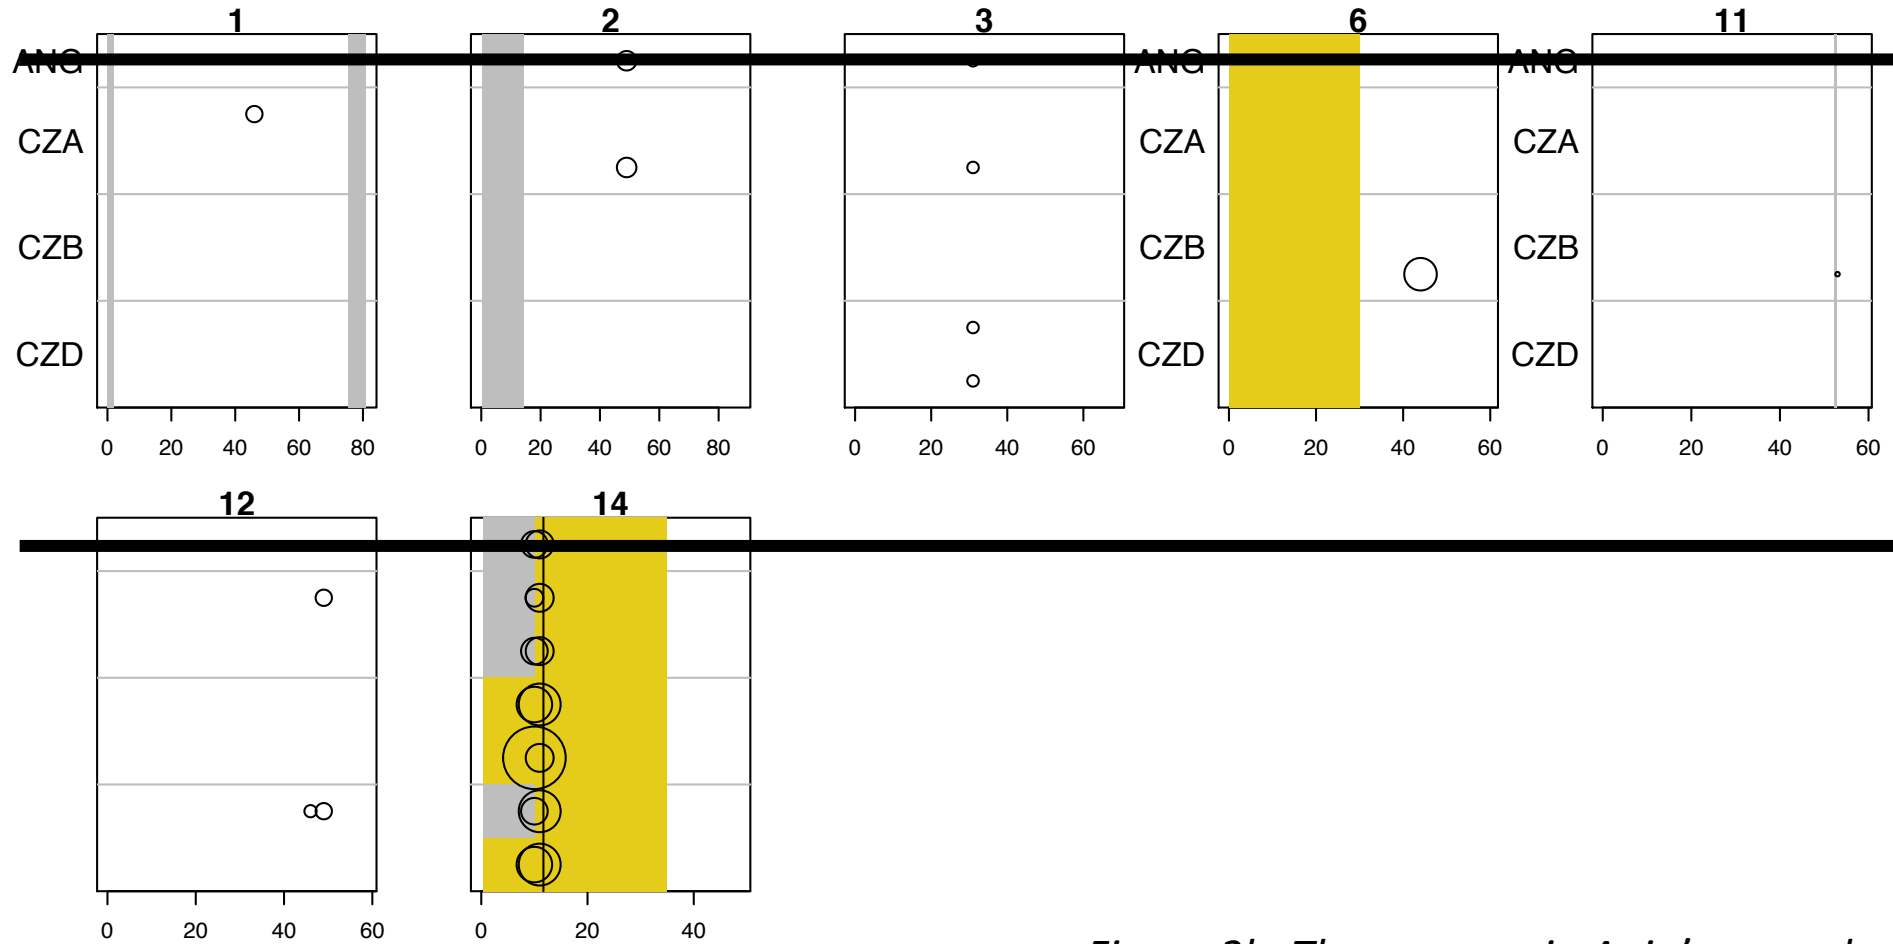 1 2 3 6 11
ANG ANG ANG
CZA CZA CZA
CZB CZB CZB
CZD CZD CZD
0 20 40 60 80 0 20 40 60 80 0 20 40 60 0 20 40 60 0 20 40 60
12 14
0 20 40 60 0 20 40